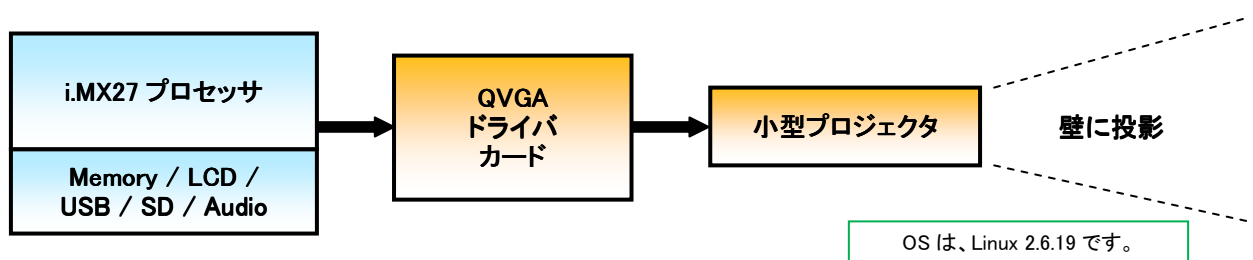 i.MX27 プロセッサ
Memory / LCD /
USB / SD / Audio
QVGA
ドライバ
カード
小型プロジェクタ
壁に投影
OS は、Linux 2.6.19 です。